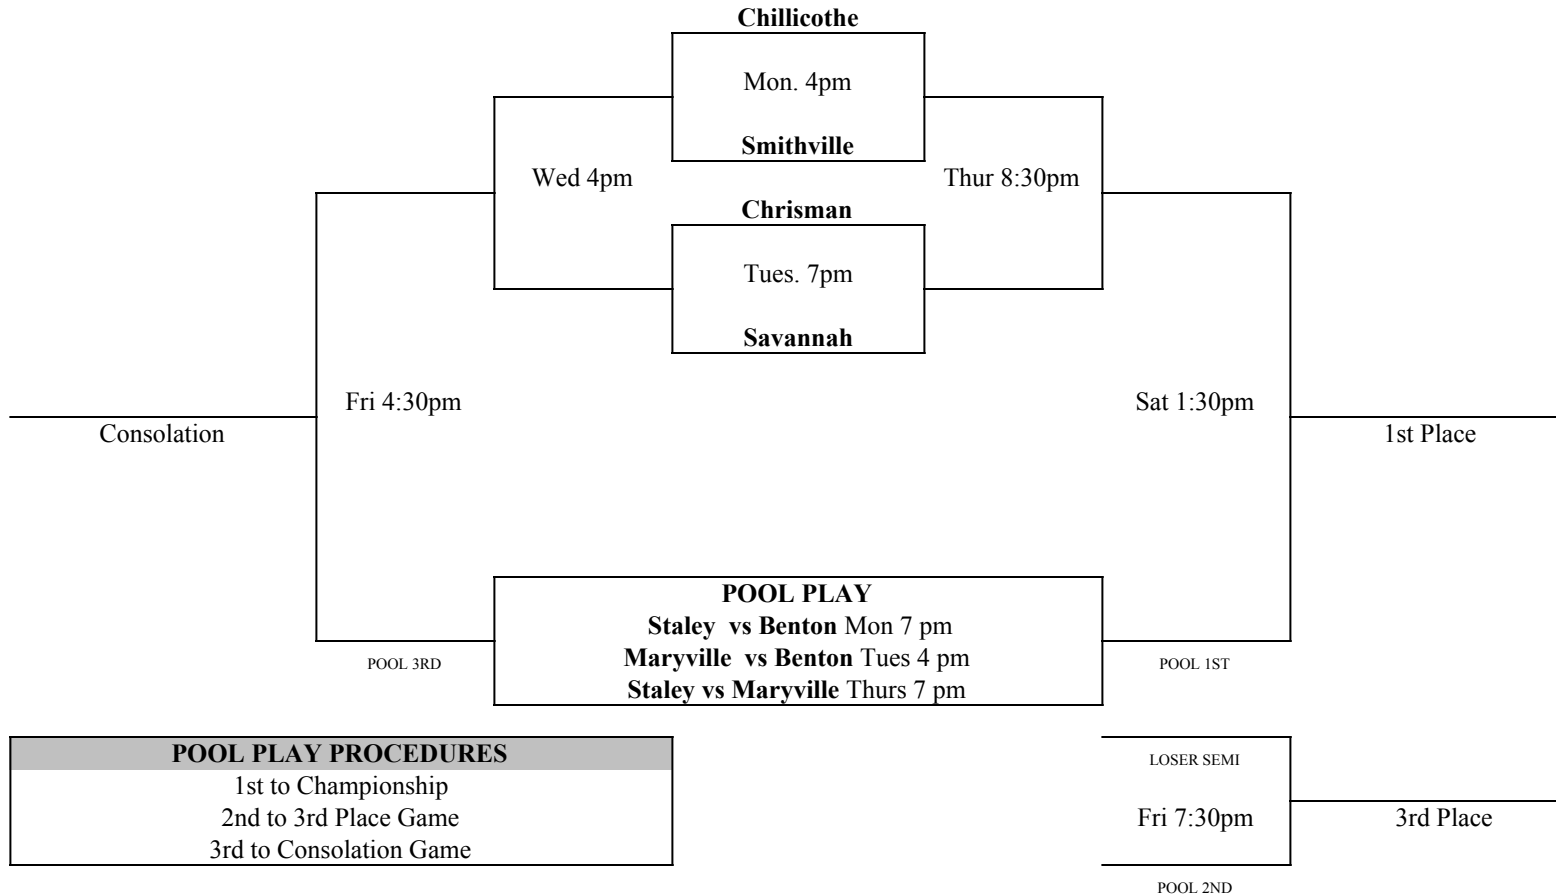 Chillicothe
Mon. 4pm
Smithville
Wed 4pm
Thur 8:30pm
Chrisman
Tues. 7pm
Savannah
Fri 4:30pm
Sat 1:30pm
Consolation
1st Place
POOL PLAY
Staley vs Benton Mon 7 pm
Maryville vs Benton Tues 4 pm
POOL 3RD
POOL 1ST
Staley vs Maryville Thurs 7 pm
POOL PLAY PROCEDURES
1st to Championship
2nd to 3rd Place Game
3rd to Consolation Game
LOSER SEMI
Fri 7:30pm
3rd Place
POOL 2ND